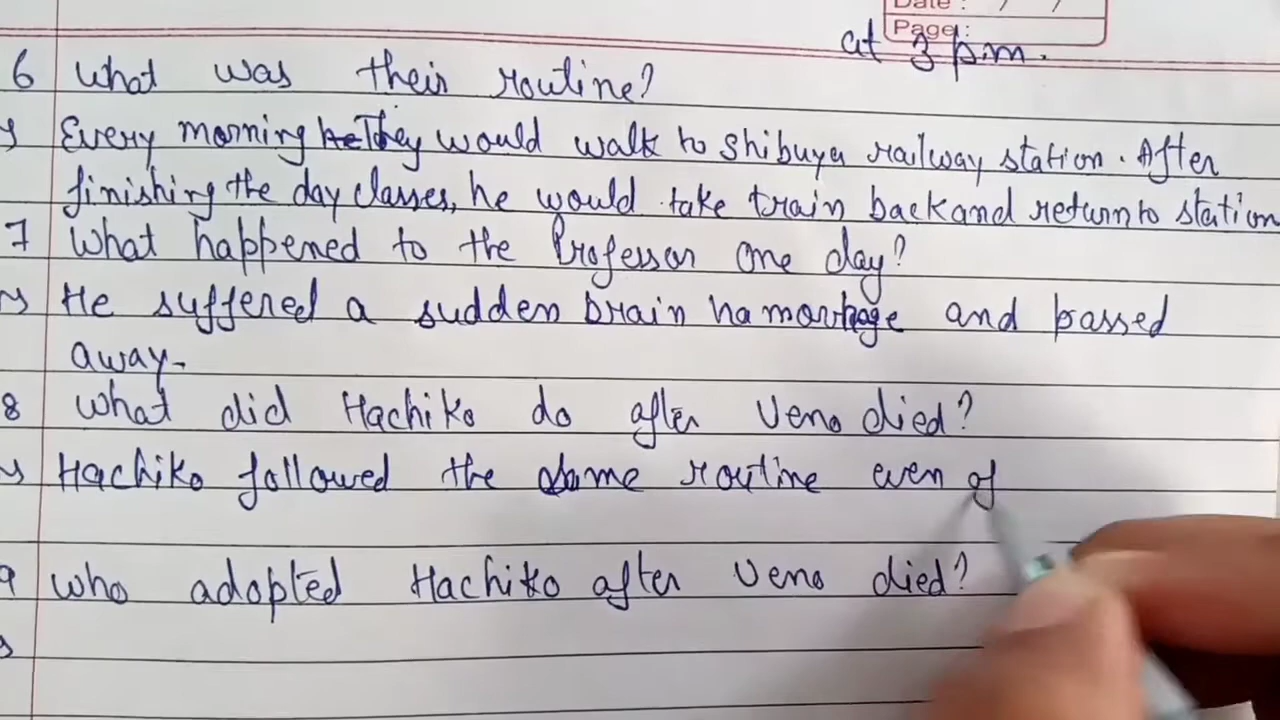 Date : / /
Page :
at 3 p.m.
6 What was their routine?
Every morning he They would walk to Shibuya railway station. After
finishing the day classes, he would take train back and return to station
7 What happened to the Professor one day?
He suffered a sudden brain hamorrhage and passed
away.
8 What did Hachiko do after Ueno died?
Hachiko followed the same routine even af
9 Who adopted Hachiko after Ueno died?